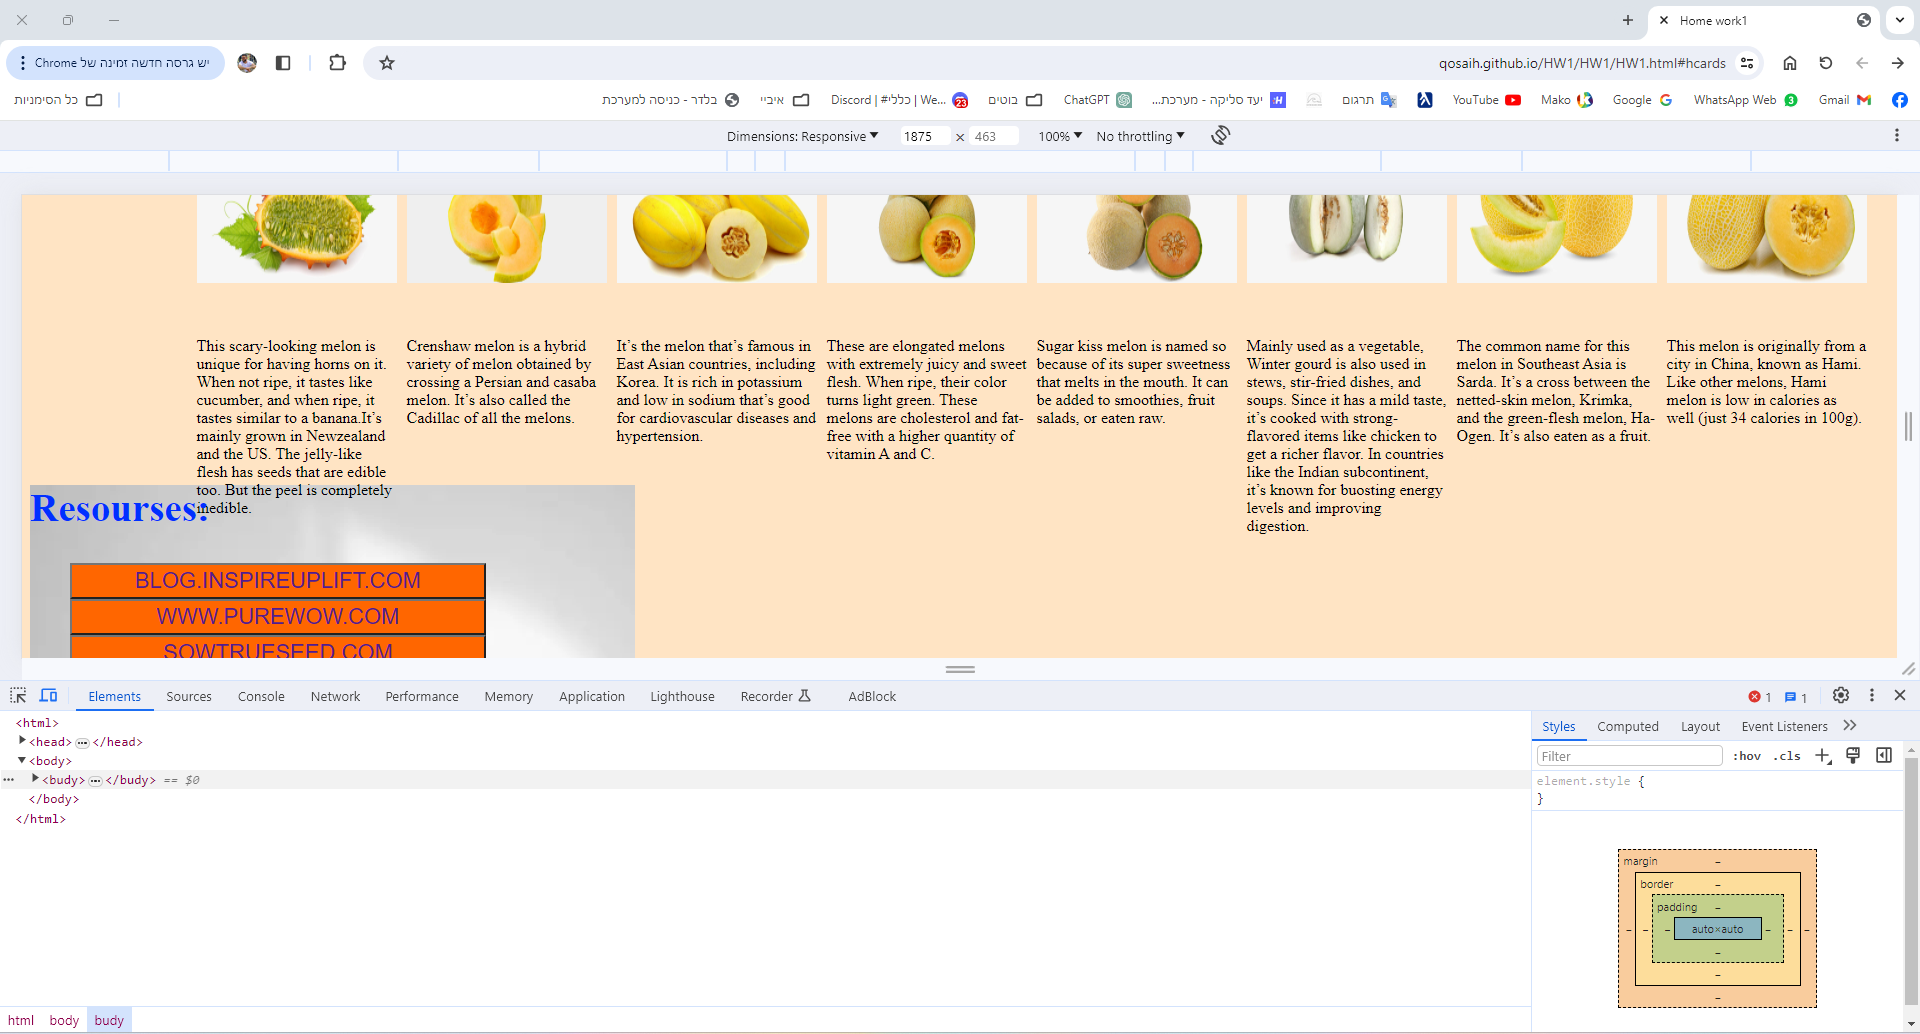 Home work1
יש גרסה חדשה זמינה של Chrome
qosaih.github.io/HW1/HW1/HW1.html#hcards
כל הסימניות
בלדר - כניסה למערכת
איביי
Discord | #כללי | We...
23
בוטים
ChatGPT
יעד סליקה - מערכת...
תרגום
YouTube
Mako
Google
WhatsApp Web
3
Gmail
Dimensions: Responsive
1875 × 463
100%
No throttling
This scary-looking melon is
unique for having horns on it.
When not ripe, it tastes like
cucumber, and when ripe, it
tastes similar to a banana.It's
mainly grown in Newzealand
and the US. The jelly-like
flesh has seeds that are edible
too. But the peel is completely
inedible.
Crenshaw melon is a hybrid
variety of melon obtained by
crossing a Persian and casaba
melon. It's also called the
Cadillac of all the melons.
It's the melon that's famous in
East Asian countries, including
Korea. It is rich in potassium
and low in sodium that's good
for cardiovascular diseases and
hypertension.
These are elongated melons
with extremely juicy and sweet
flesh. When ripe, their color
turns light green. These
melons are cholesterol and fat-
free with a higher quantity of
vitamin A and C.
Sugar kiss melon is named so
because of its super sweetness
that melts in the mouth. It can
be added to smoothies, fruit
salads, or eaten raw.
Mainly used as a vegetable,
Winter gourd is also used in
stews, stir-fried dishes, and
soups. Since it has a mild taste,
it's cooked with strong-
flavored items like chicken to
get a richer flavor. In countries
like the Indian subcontinent,
it's known for buosting energy
levels and improving
digestion.
The common name for this
melon in Southeast Asia is
Sarda. It's a cross between the
netted-skin melon, Krimka,
and the green-flesh melon, Ha-
Ogen. It's also eaten as a fruit.
This melon is originally from a
city in China, known as Hami.
Like other melons, Hami
melon is low in calories as
well (just 34 calories in 100g).
Resourses:
BLOG.INSPIREUPLIFT.COM
WWW.PUREWOW.COM
SOWTRUESEED.COM
Elements
Sources
Console
Network
Performance
Memory
Application
Lighthouse
Recorder
AdBlock
1
1
<html>
<head> … </head>
<body>
<budy> … </budy> == $0
</body>
</html>
html body budy
Styles
Computed
Layout
Event Listeners
Filter
:hov .cls
element.style {
}
margin -
border -
padding -
- - - auto×auto - - -
-
-
-